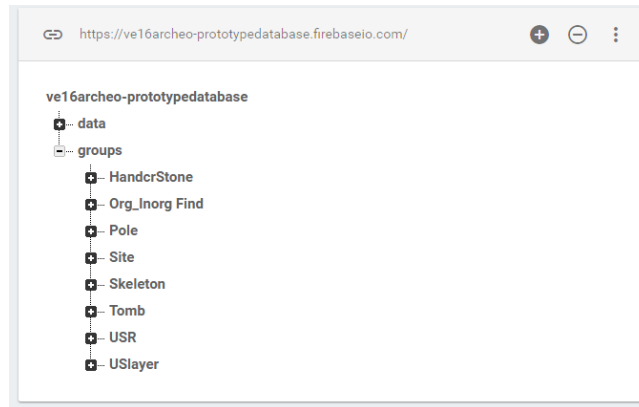 https://ve16archeo-prototypedatabase.firebaseio.com/
ve16archeo-prototypedatabase
data
groups
HandcrStone
Org_Inorg Find
Pole
Site
Skeleton
Tomb
USR
USlayer